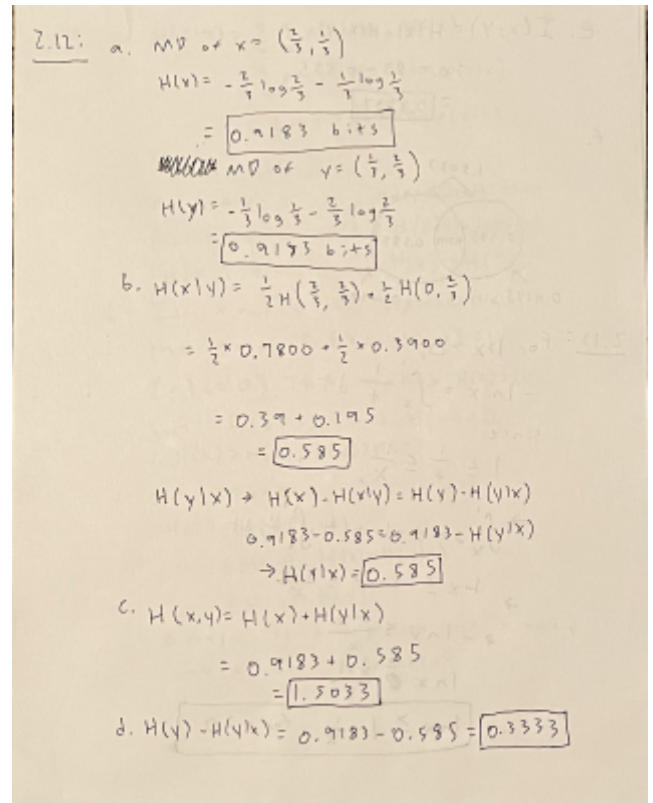 2.12: a. MD of x = (2/3, 1/3)
H(x) = -2/3 log 2/3 - 1/3 log 1/3
= 0.9183 bits
MD of y = (1/3, 2/3)
H(y) = -1/3 log 1/3 - 2/3 log 2/3
= 0.9183 bits
b. H(x|y) = 1/2 H(2/3, 2/3) + 1/2 H(0, 2/3)
= 1/2 × 0.7800 + 1/2 × 0.3900
= 0.39 + 0.195
= 0.585
H(y|x) → H(x) - H(x|y) = H(y) - H(y|x)
0.9183 - 0.585 = 0.9183 - H(y|x)
→ H(y|x) = 0.585
c. H(x,y) = H(x) + H(y|x)
= 0.9183 + 0.585
= 1.5033
d. H(y) - H(y|x) = 0.9183 - 0.585 = 0.3333